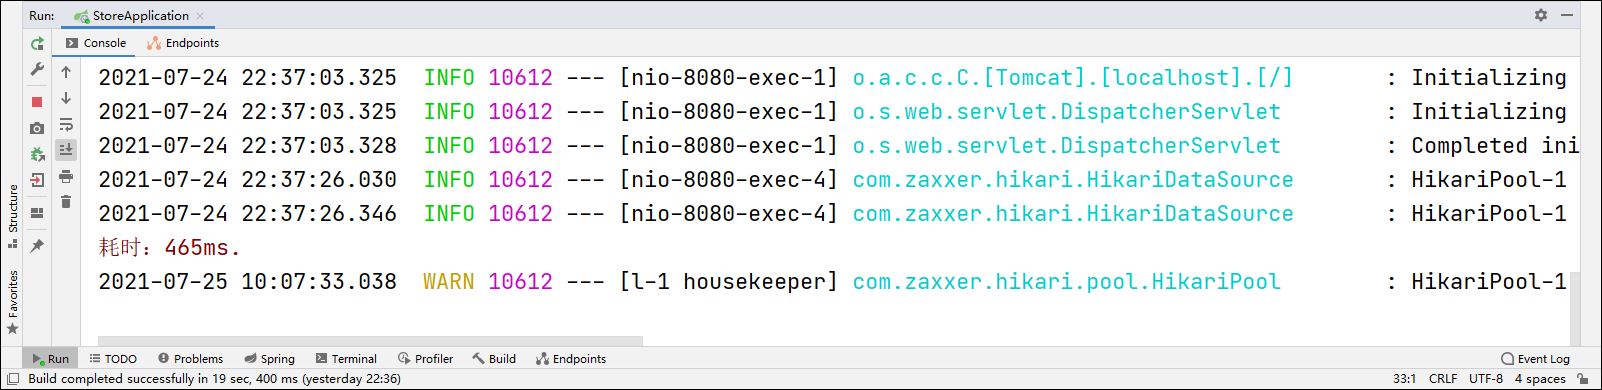 Run: StoreApplication
Console Endpoints
2021-07-24 22:37:03.325 INFO 10612 --- [nio-8080-exec-1] o.a.c.c.C.[Tomcat].[localhost].[/] : Initializing
2021-07-24 22:37:03.325 INFO 10612 --- [nio-8080-exec-1] o.s.web.servlet.DispatcherServlet : Initializing
2021-07-24 22:37:03.328 INFO 10612 --- [nio-8080-exec-1] o.s.web.servlet.DispatcherServlet : Completed ini
2021-07-24 22:37:26.030 INFO 10612 --- [nio-8080-exec-4] com.zaxxer.hikari.HikariDataSource : HikariPool-1
2021-07-24 22:37:26.346 INFO 10612 --- [nio-8080-exec-4] com.zaxxer.hikari.HikariDataSource : HikariPool-1
耗时：465ms.
2021-07-25 10:07:33.038 WARN 10612 --- [l-1 housekeeper] com.zaxxer.hikari.pool.HikariPool : HikariPool-1
Structure
Favorites
Run TODO Problems Spring Terminal Profiler Build Endpoints Event Log
Build completed successfully in 19 sec, 400 ms (yesterday 22:36) 33:1 CRLF UTF-8 4 spaces